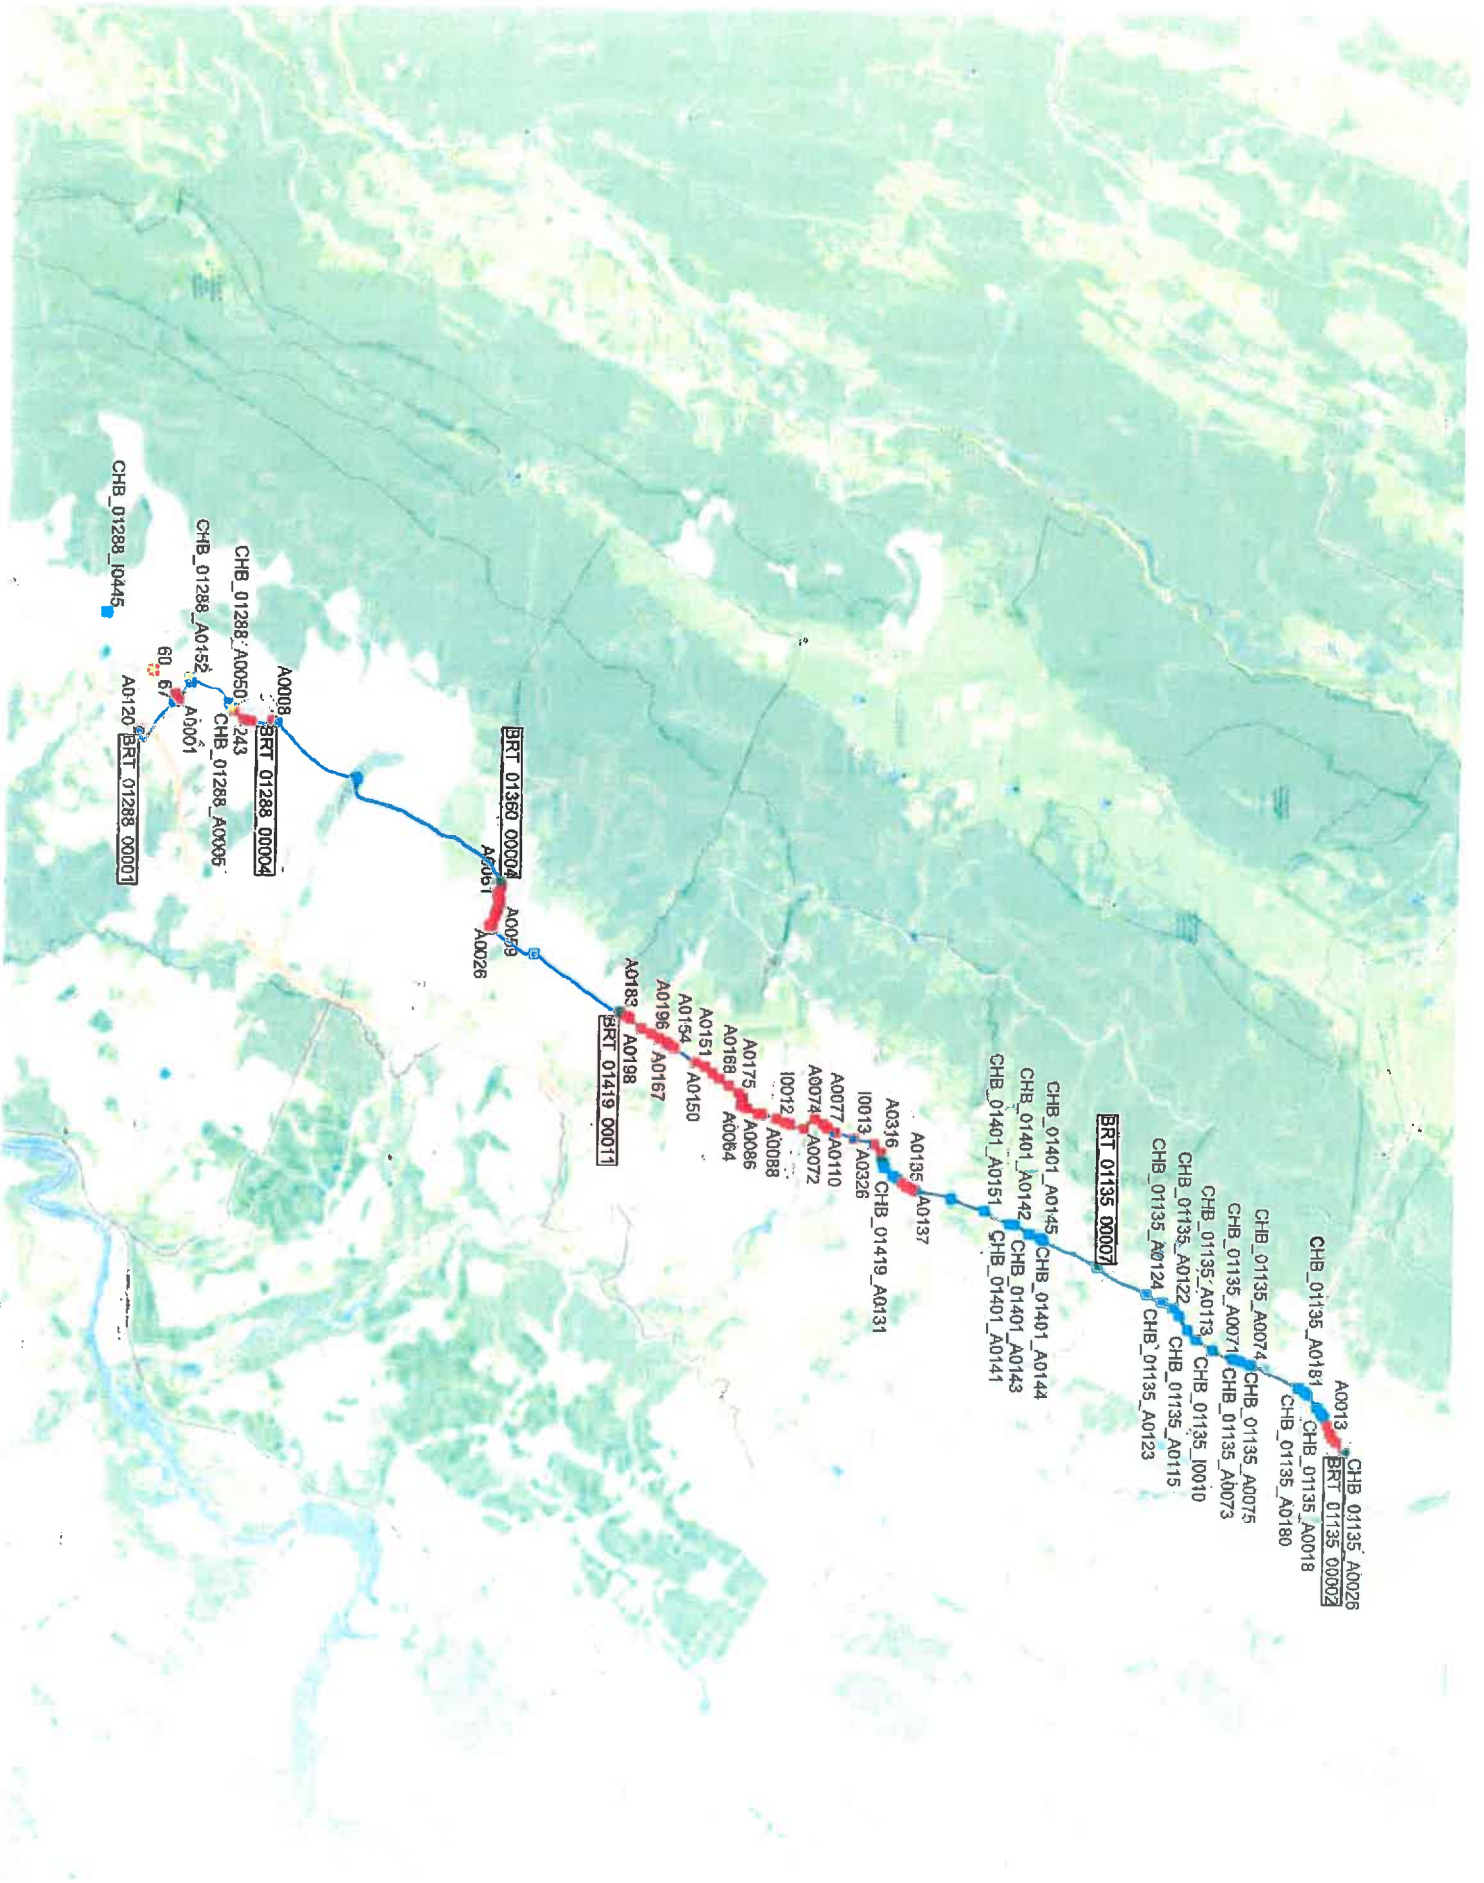 CHB_01135_A0026
BRT_01135_00002
A0013
CHB_01135_A0018
CHB_01135_A0181
CHB_01135_A0180
CHB_01135_A0074
CHB_01135_A0075
CHB_01135_A0071
CHB_01135_A0073
CHB_01135_A0113
CHB_01135_I0010
CHB_01135_A0122
CHB_01135_A0115
CHB_01135_A0124
CHB_01135_A0123
BRT_01135_00007
CHB_01401_A0145
CHB_01401_A0144
CHB_01401_A0142
CHB_01401_A0143
CHB_01401_A0151
CHB_01401_A0141
A0135
A0137
A0316
CHB_01419_A0131
I0013
A0326
A0077
A0110
A0074
A0072
I0012
A0088
A0175
A0086
A0168
A0084
A0151
A0150
A0154
A0196
A0167
A0183
A0198
BRT_01419_00011
BRT_01360_00004
A0059
A0061
A0026
A0008
BRT_01288_00004
CHB_01288_A0050
243
CHB_01288_A0006
CHB_01288_A0152
A0001
60
67
A0120
BRT_01288_00001
CHB_01288_I0445